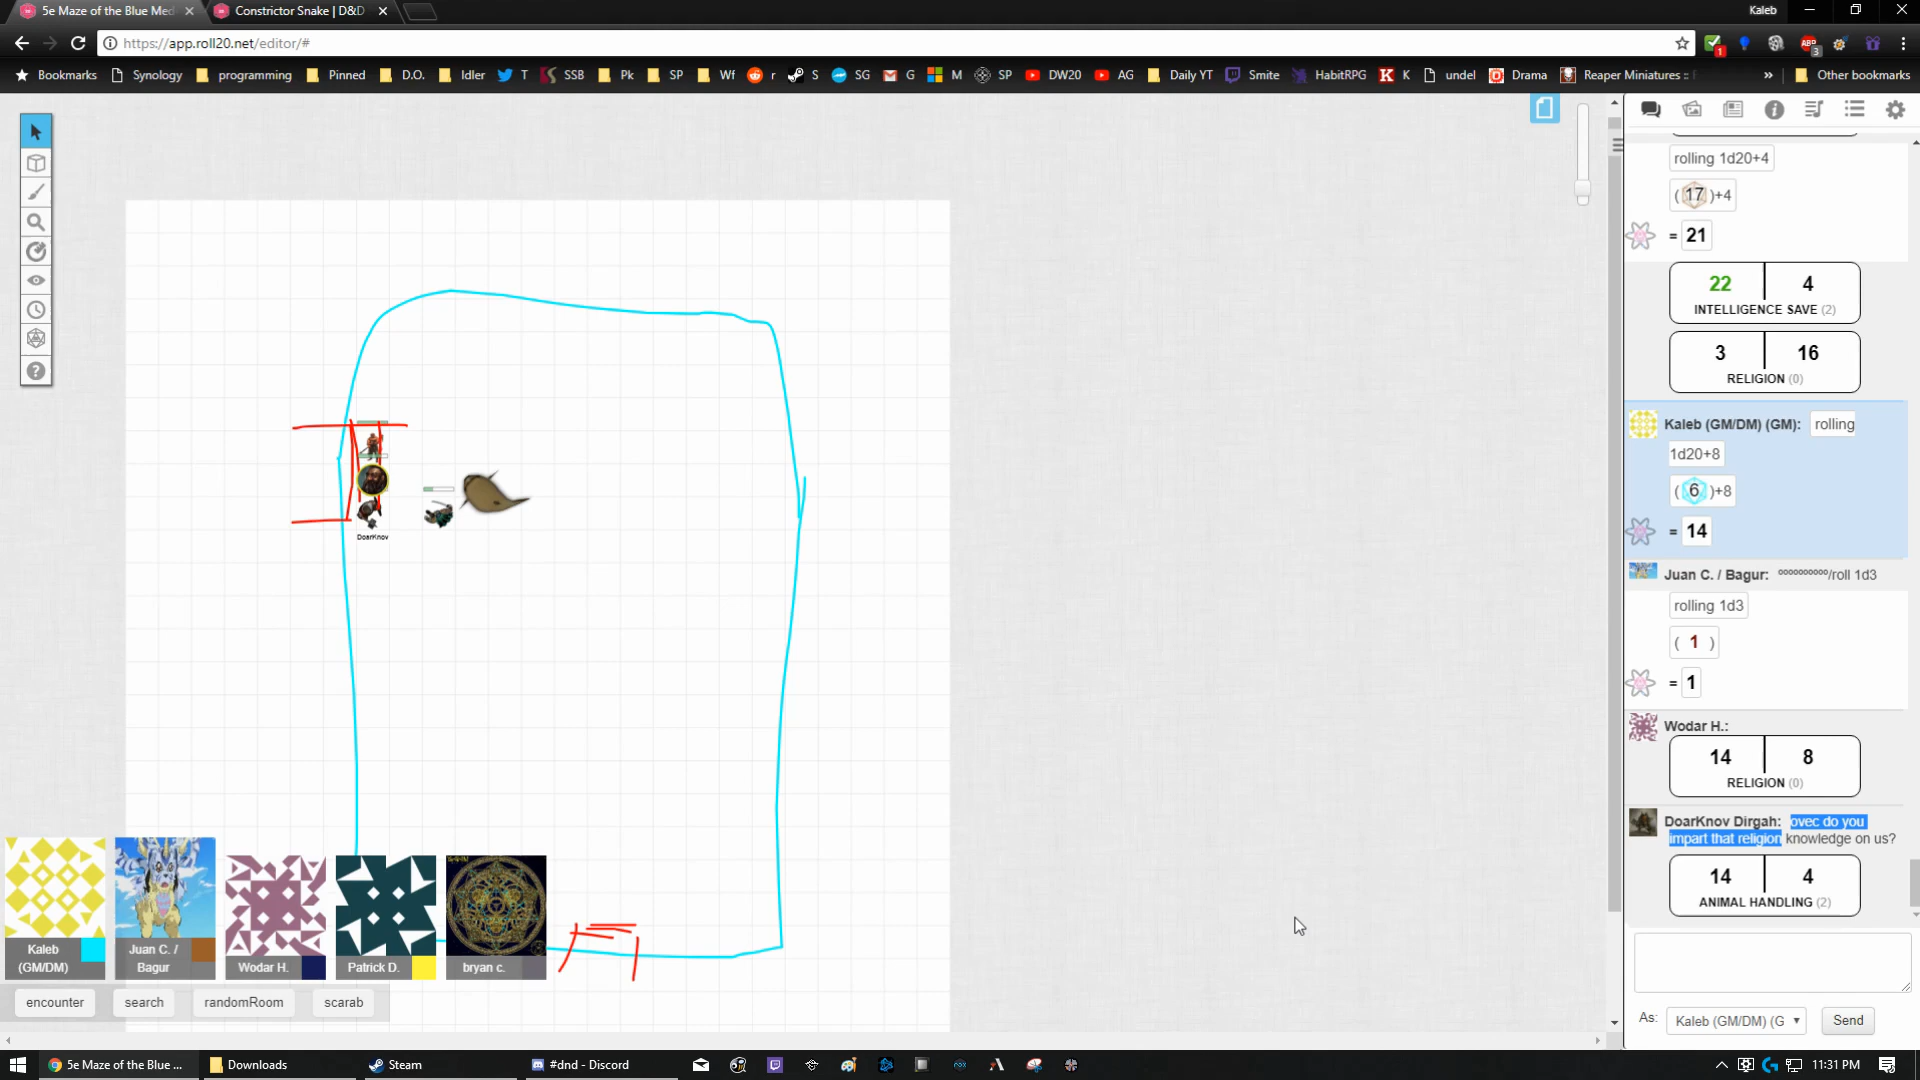 5e Maze of the Blue Med
Constrictor Snake | D&D
Kaleb
https://app.roll20.net/editor/#
Bookmarks
Synology
programming
Pinned
D.O.
Idler
T
SSB
Pk
SP
Wf
r
S
SG
G
M
SP
DW20
AG
Daily YT
Smite
HabitRPG
K
undel
Drama
Reaper Miniatures ::
»
Other bookmarks
rolling 1d20+4
(17)+4
= 21
22 4
INTELLIGENCE SAVE (2)
3 16
RELIGION (0)
Kaleb (GM/DM) (GM): rolling
1d20+8
(6)+8
= 14
Juan C. / Bagur: ºººººººººº/roll 1d3
rolling 1d3
( 1 )
= 1
Wodar H.:
14 8
RELIGION (0)
DoarKnov Dirgah: ovec do you
impart that religion knowledge on us?
14 4
ANIMAL HANDLING (2)
DoarKnov
Kaleb
(GM/DM)
Juan C. /
Bagur
Wodar H.
Patrick D.
bryan c.
encounter
search
randomRoom
scarab
As: Kaleb (GM/DM) (G
Send
5e Maze of the Blue ...
Downloads
Steam
#dnd - Discord
11:31 PM